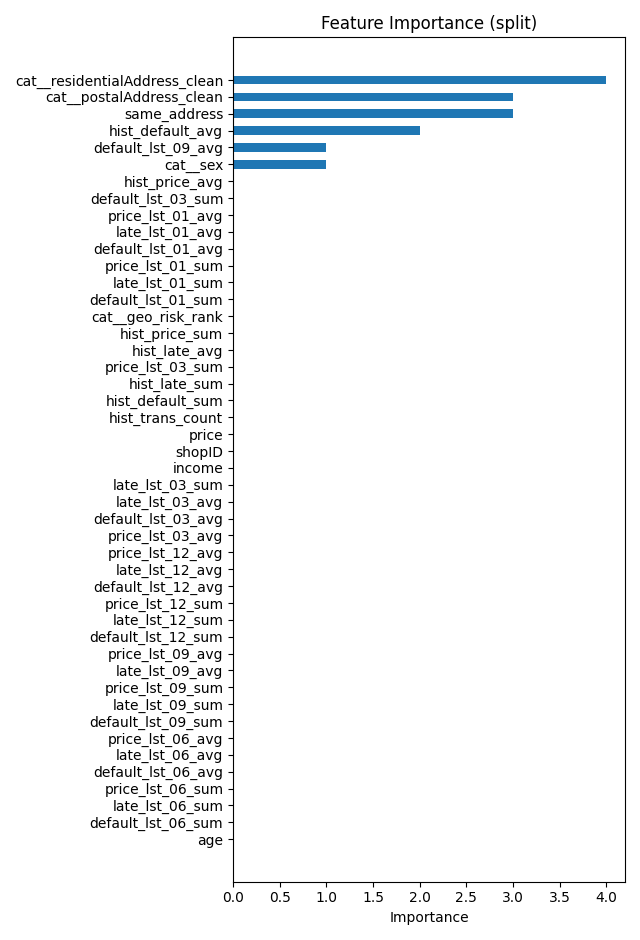 Feature Importance (split)
cat__residentialAddress_clean
cat__postalAddress_clean
same_address
hist_default_avg
default_lst_09_avg
cat__sex
hist_price_avg
default_lst_03_sum
price_lst_01_avg
late_lst_01_avg
default_lst_01_avg
price_lst_01_sum
late_lst_01_sum
default_lst_01_sum
cat__geo_risk_rank
hist_price_sum
hist_late_avg
price_lst_03_sum
hist_late_sum
hist_default_sum
hist_trans_count
price
shopID
income
late_lst_03_sum
late_lst_03_avg
default_lst_03_avg
price_lst_03_avg
price_lst_12_avg
late_lst_12_avg
default_lst_12_avg
price_lst_12_sum
late_lst_12_sum
default_lst_12_sum
price_lst_09_avg
late_lst_09_avg
price_lst_09_sum
late_lst_09_sum
default_lst_09_sum
price_lst_06_avg
late_lst_06_avg
default_lst_06_avg
price_lst_06_sum
late_lst_06_sum
default_lst_06_sum
age
0.0 0.5 1.0 1.5 2.0 2.5 3.0 3.5 4.0
Importance